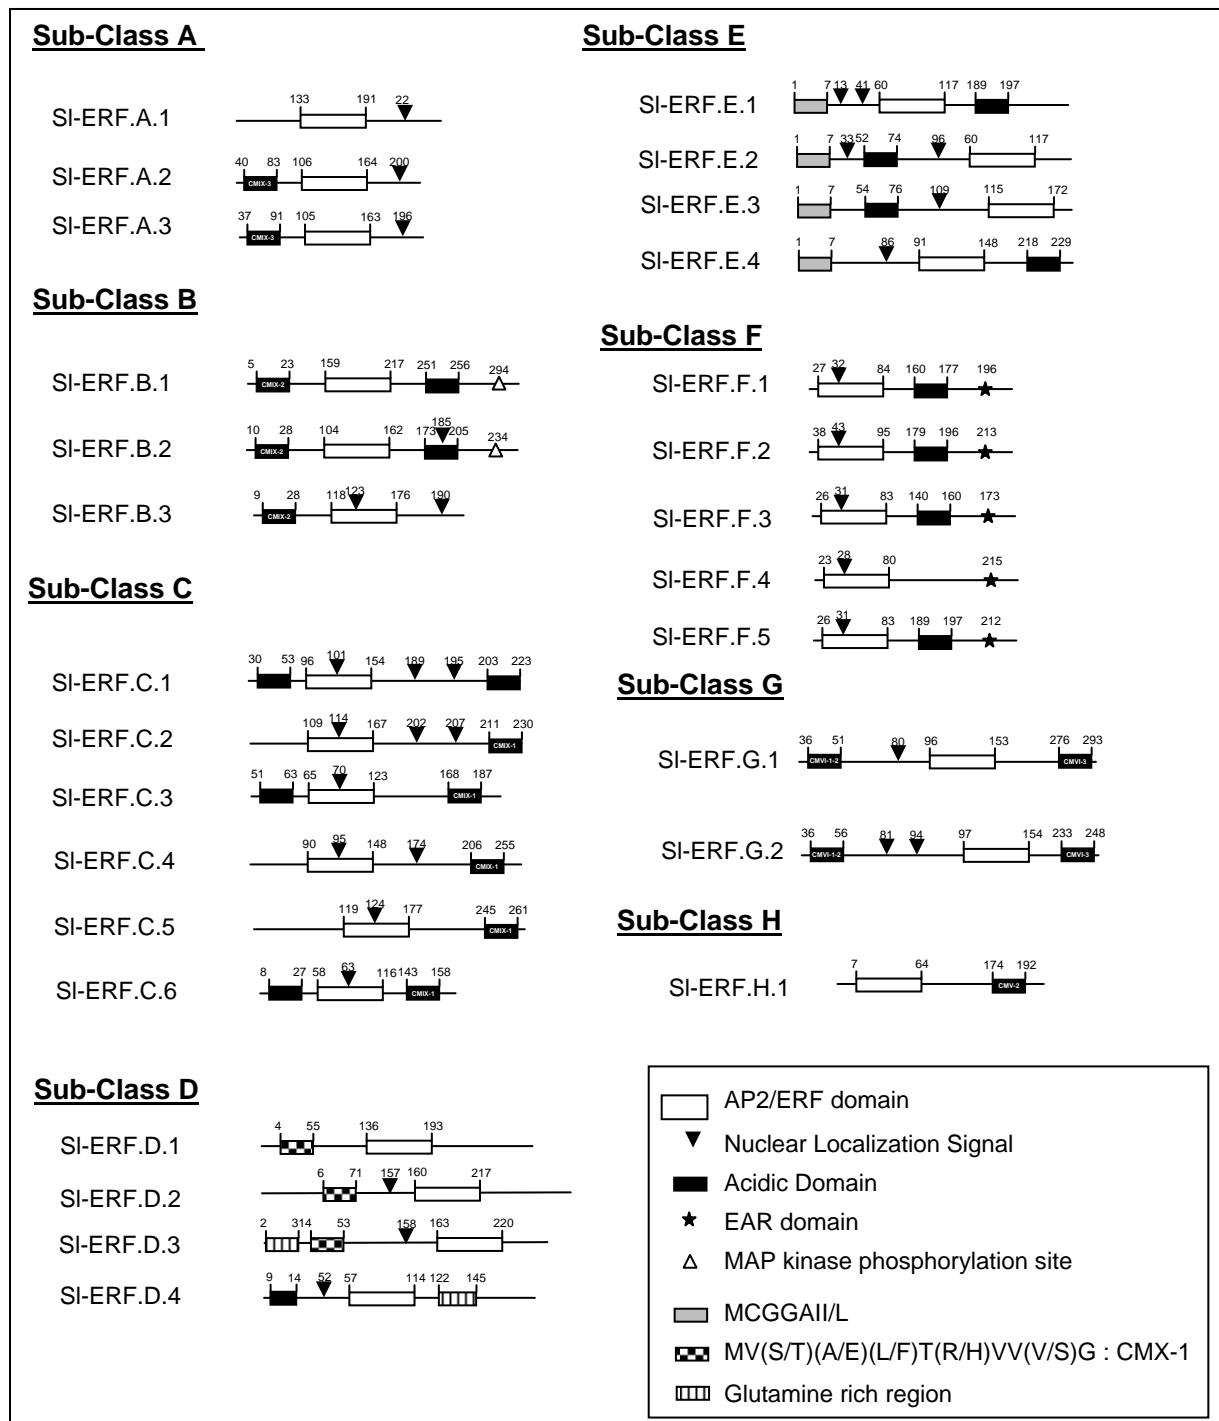 Sub-Class A
Sl-ERF.A.1
133 191 22
Sl-ERF.A.2
40 83 106 164 200
CMIX-3
Sl-ERF.A.3
37 91 105 163 196
CMIX-3
Sub-Class B
Sl-ERF.B.1
5 23 159 217 251 256 294
CMIX-2
Sl-ERF.B.2
10 28 104 162 173 185 205 234
CMIX-2
Sl-ERF.B.3
9 28 118 123 176 190
CMIX-2
Sub-Class C
Sl-ERF.C.1
30 53 96 101 154 189 195 203 223
Sl-ERF.C.2
109 114 167 202 207 211 230
CMIX-1
Sl-ERF.C.3
51 63 65 70 123 168 187
CMIX-1
Sl-ERF.C.4
90 95 148 174 206 255
CMIX-1
Sl-ERF.C.5
119 124 177 245 261
CMIX-1
Sl-ERF.C.6
8 27 58 63 116 143 158
CMIX-1
Sub-Class D
Sl-ERF.D.1
4 55 136 193
Sl-ERF.D.2
6 71 157 160 217
Sl-ERF.D.3
2 314 53 158 163 220
Sl-ERF.D.4
9 14 52 57 114 122 145
Sub-Class E
Sl-ERF.E.1
1 7 13 41 60 117 189 197
Sl-ERF.E.2
1 7 33 52 74 96 60 117
Sl-ERF.E.3
1 7 54 76 109 115 172
Sl-ERF.E.4
1 7 86 91 148 218 229
Sub-Class F
Sl-ERF.F.1
27 32 84 160 177 196
Sl-ERF.F.2
38 43 95 179 196 213
Sl-ERF.F.3
26 31 83 140 160 173
Sl-ERF.F.4
23 28 80 215
Sl-ERF.F.5
26 31 83 189 197 212
Sub-Class G
Sl-ERF.G.1
36 51 80 96 153 276 293
CMVI-1-2 CMVI-3
Sl-ERF.G.2
36 56 81 94 97 154 233 248
CMVI-1-2 CMVI-3
Sub-Class H
Sl-ERF.H.1
7 64 174 192
CMV-2
AP2/ERF domain
Nuclear Localization Signal
Acidic Domain
EAR domain
MAP kinase phosphorylation site
MCGGAII/L
MV(S/T)(A/E)(L/F)T(R/H)VV(V/S)G : CMX-1
Glutamine rich region